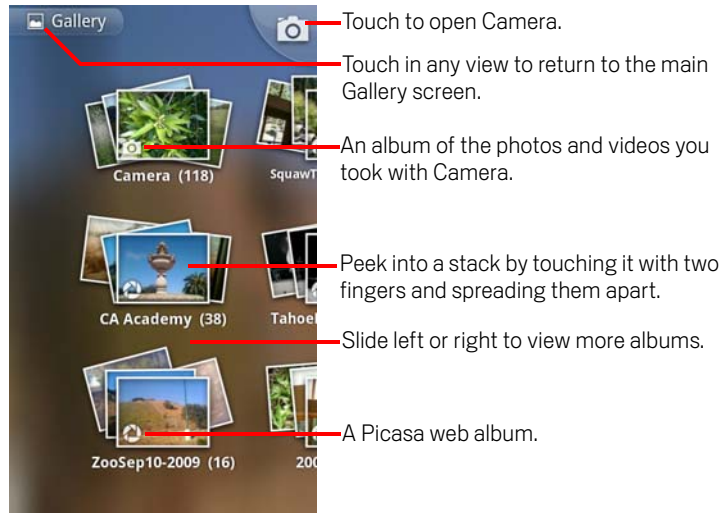 Gallery
Touch to open Camera.
Touch in any view to return to the main
Gallery screen.
An album of the photos and videos you
took with Camera.
Camera (118)
SquawT
Peek into a stack by touching it with two
fingers and spreading them apart.
CA Academy (38)
Tahoe
Slide left or right to view more albums.
A Picasa web album.
ZooSep10-2009 (16)
200